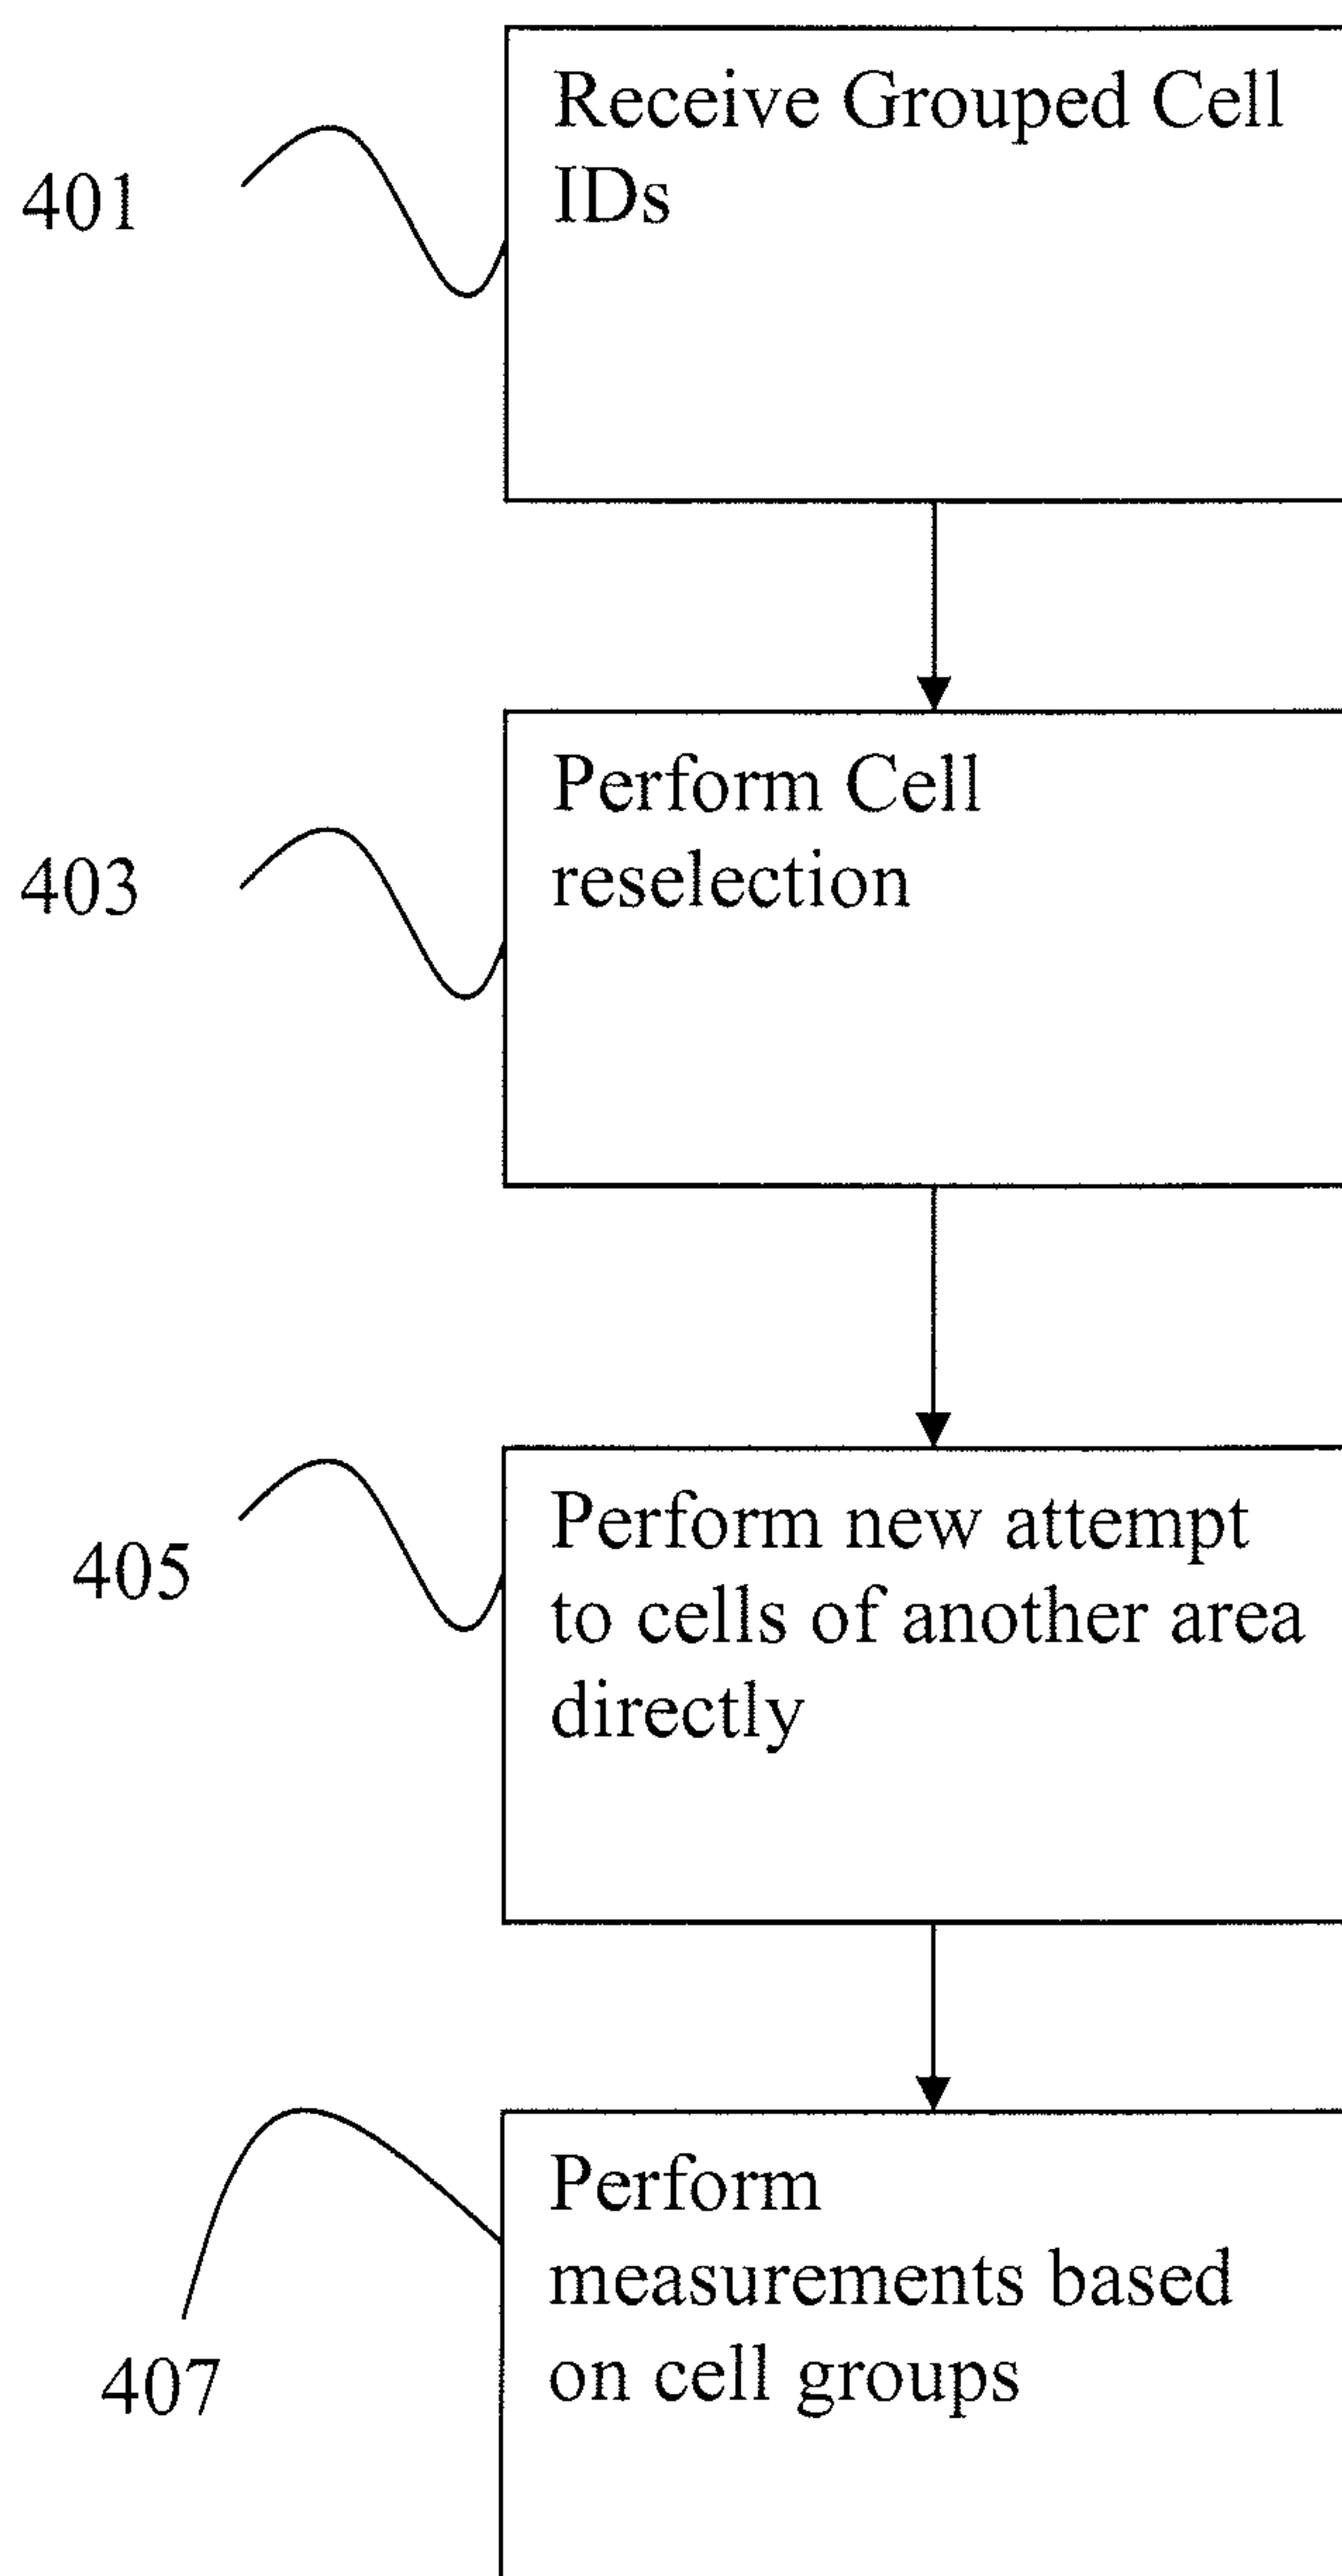 Receive Grouped Cell
IDs
401
Perform Cell
reselection
403
Perform new attempt
to cells of another area
directly
405
Perform
measurements based
on cell groups
407